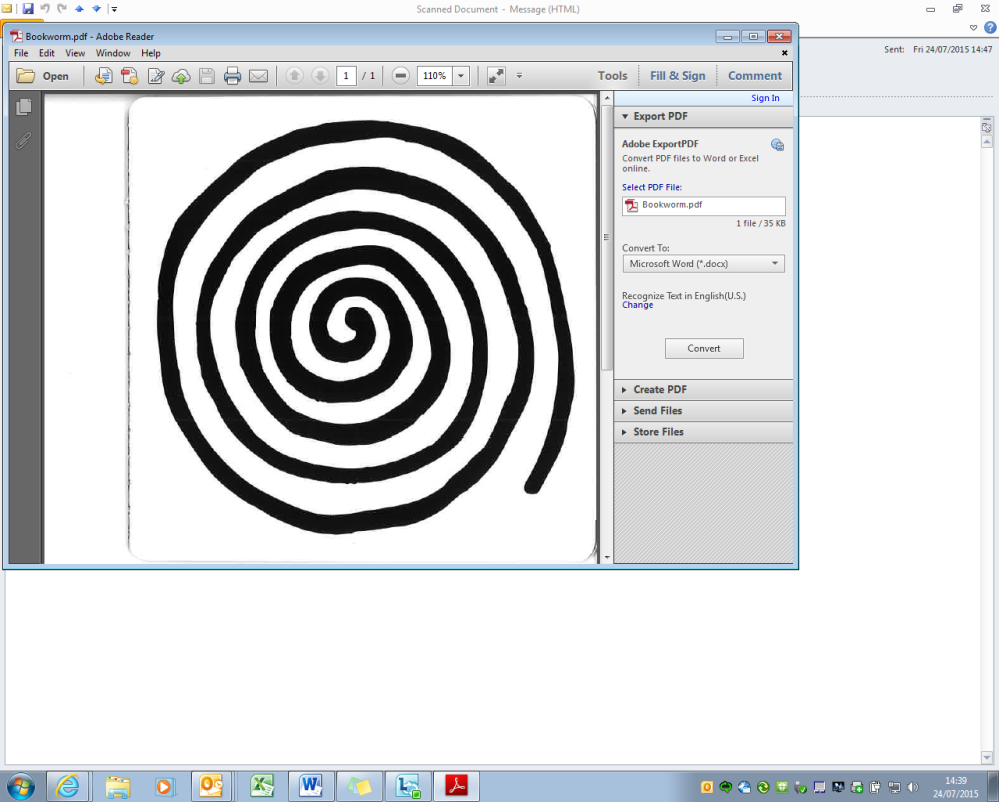 Scanned Document - Message (HTML)
Bookworm.pdf - Adobe Reader
File Edit View Window Help
Sent: Fri 24/07/2015 14:47
Open 1 / 1 110% Tools Fill & Sign Comment
Sign In
Export PDF
Adobe ExportPDF
Convert PDF files to Word or Excel
online.
Select PDF File:
Bookworm.pdf
1 file / 35 KB
Convert To:
Microsoft Word (*.docx)
Recognize Text in English(U.S.)
Change
Convert
Create PDF
Send Files
Store Files
14:39
24/07/2015